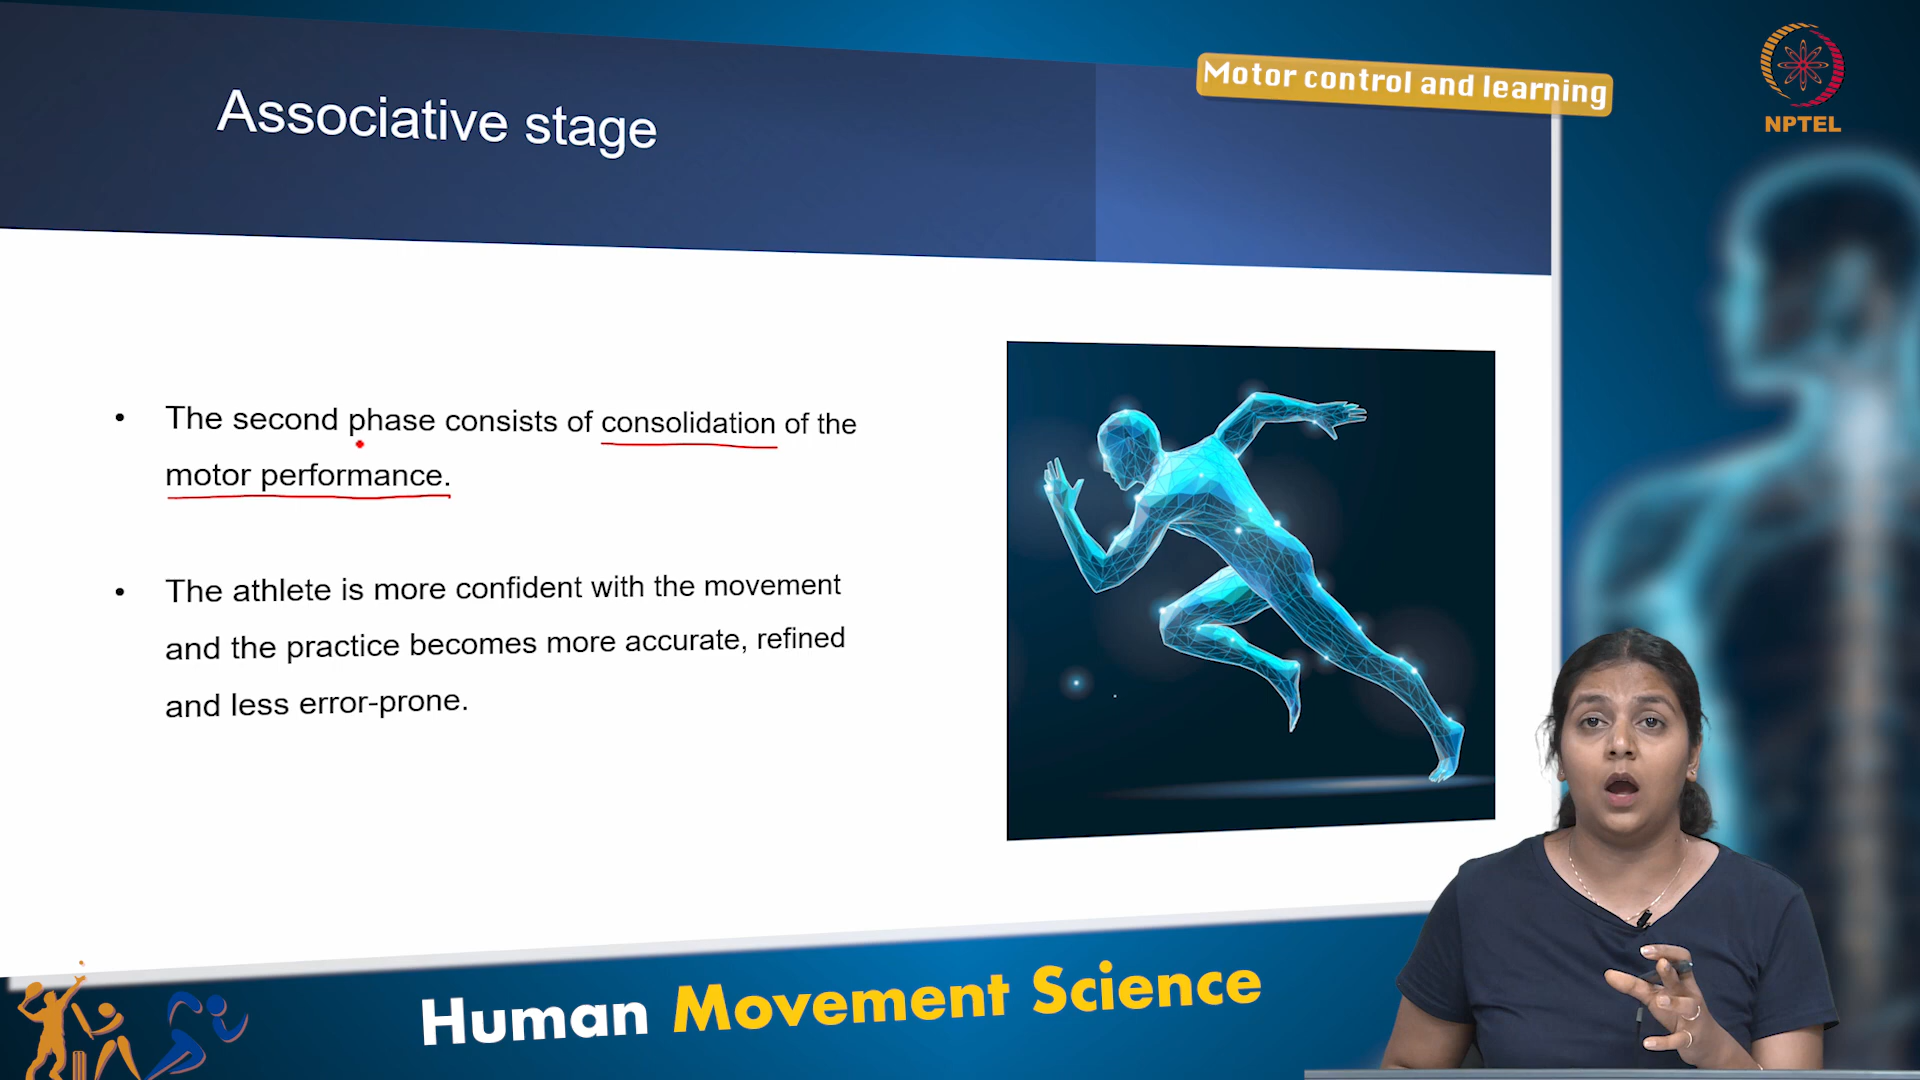 Motor control and learning
NPTEL
Associative stage
• The second phase consists of consolidation of the
motor performance.
• The athlete is more confident with the movement
and the practice becomes more accurate, refined
and less error-prone.
Human Movement Science